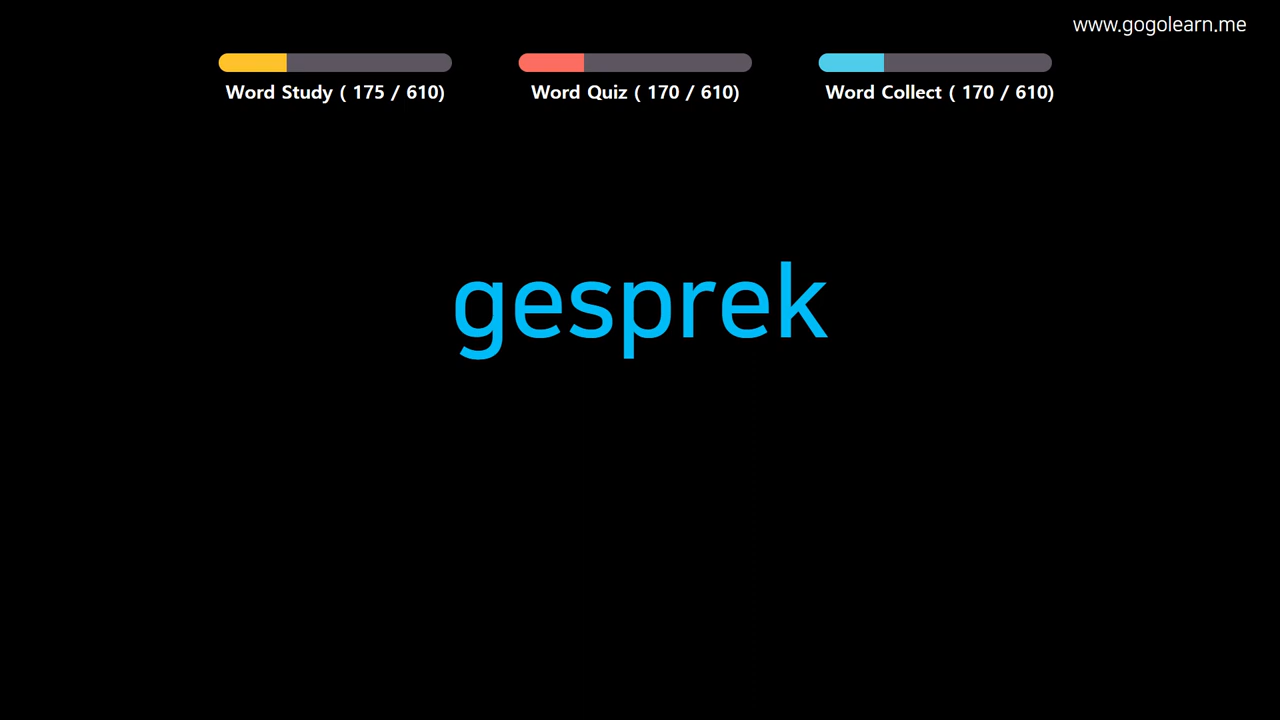 www.gogolearn.me
Word Study ( 175 / 610)
Word Quiz ( 170 / 610)
Word Collect ( 170 / 610)
gesprek